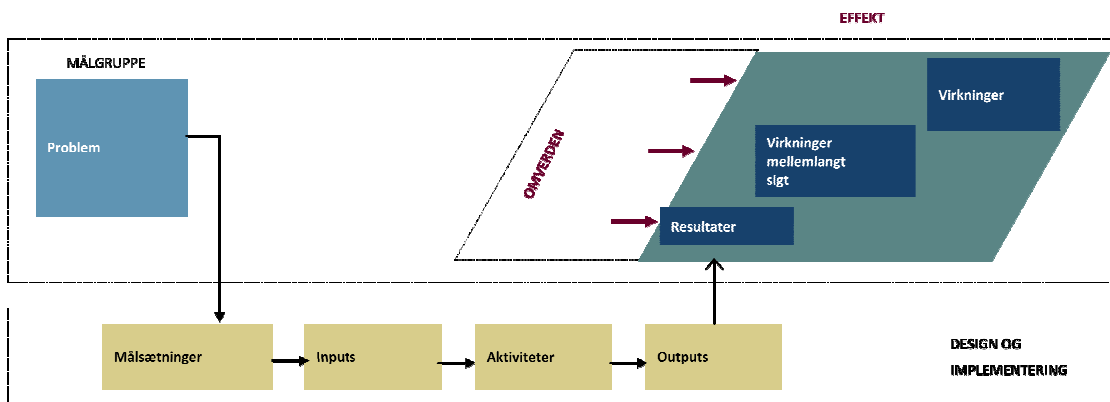 EFFEKT
MÅLGRUPPE
Problem
OMVERDEN
Virkninger
Virkninger
mellemlangt
sigt
Resultater
Målsætninger
Inputs
Aktiviteter
Outputs
DESIGN OG
IMPLEMENTERING